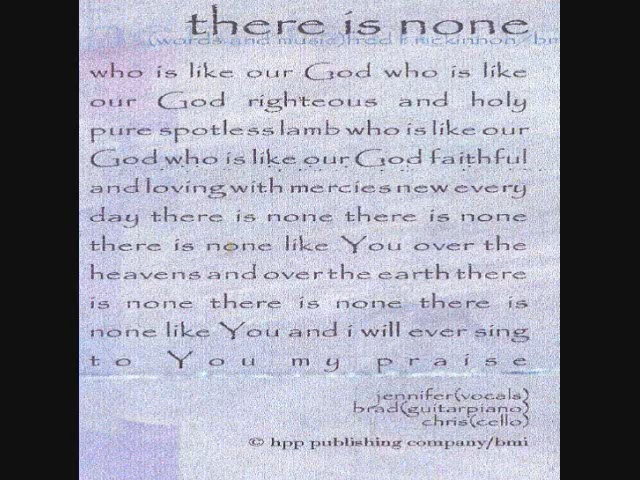 there is none
(words and music)fred r mckinnon/bmi
who is like our God who is like
our God righteous and holy
pure spotless lamb who is like our
God who is like our God faithful
and loving with mercies new every
day there is none there is none
there is none like You over the
heavens and over the earth there
is none there is none there is
none like You and i will ever sing
to You my praise
jennifer(vocals)
brad(guitarpiano)
chris(cello)
© hpp publishing company/bmi